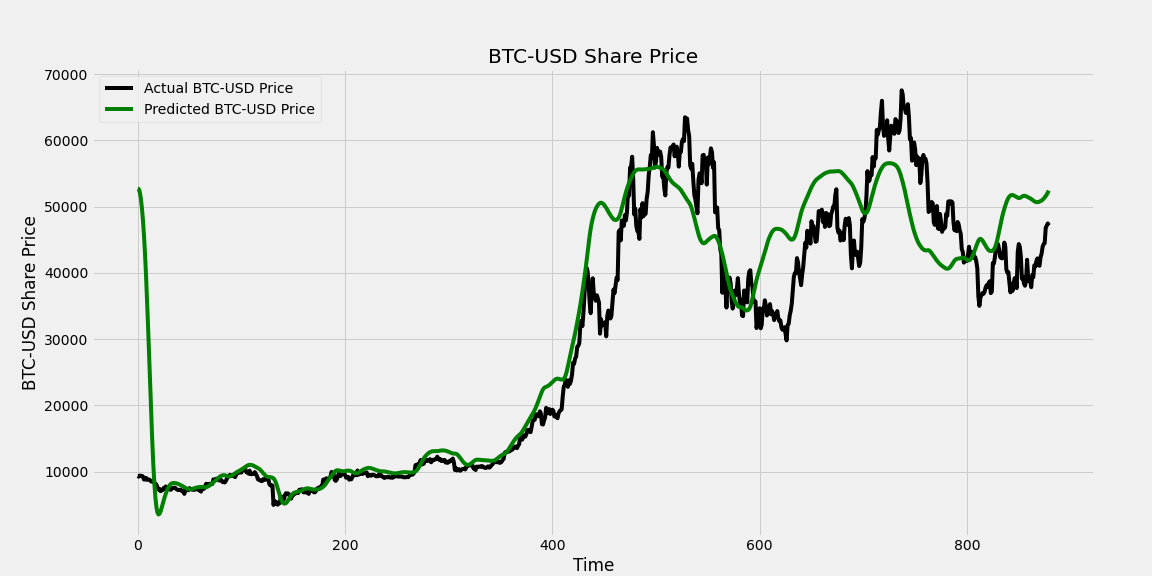 BTC-USD Share Price
70000
60000
50000
40000
30000
20000
10000
BTC-USD Share Price
Actual BTC-USD Price
Predicted BTC-USD Price
0 200 400 600 800
Time